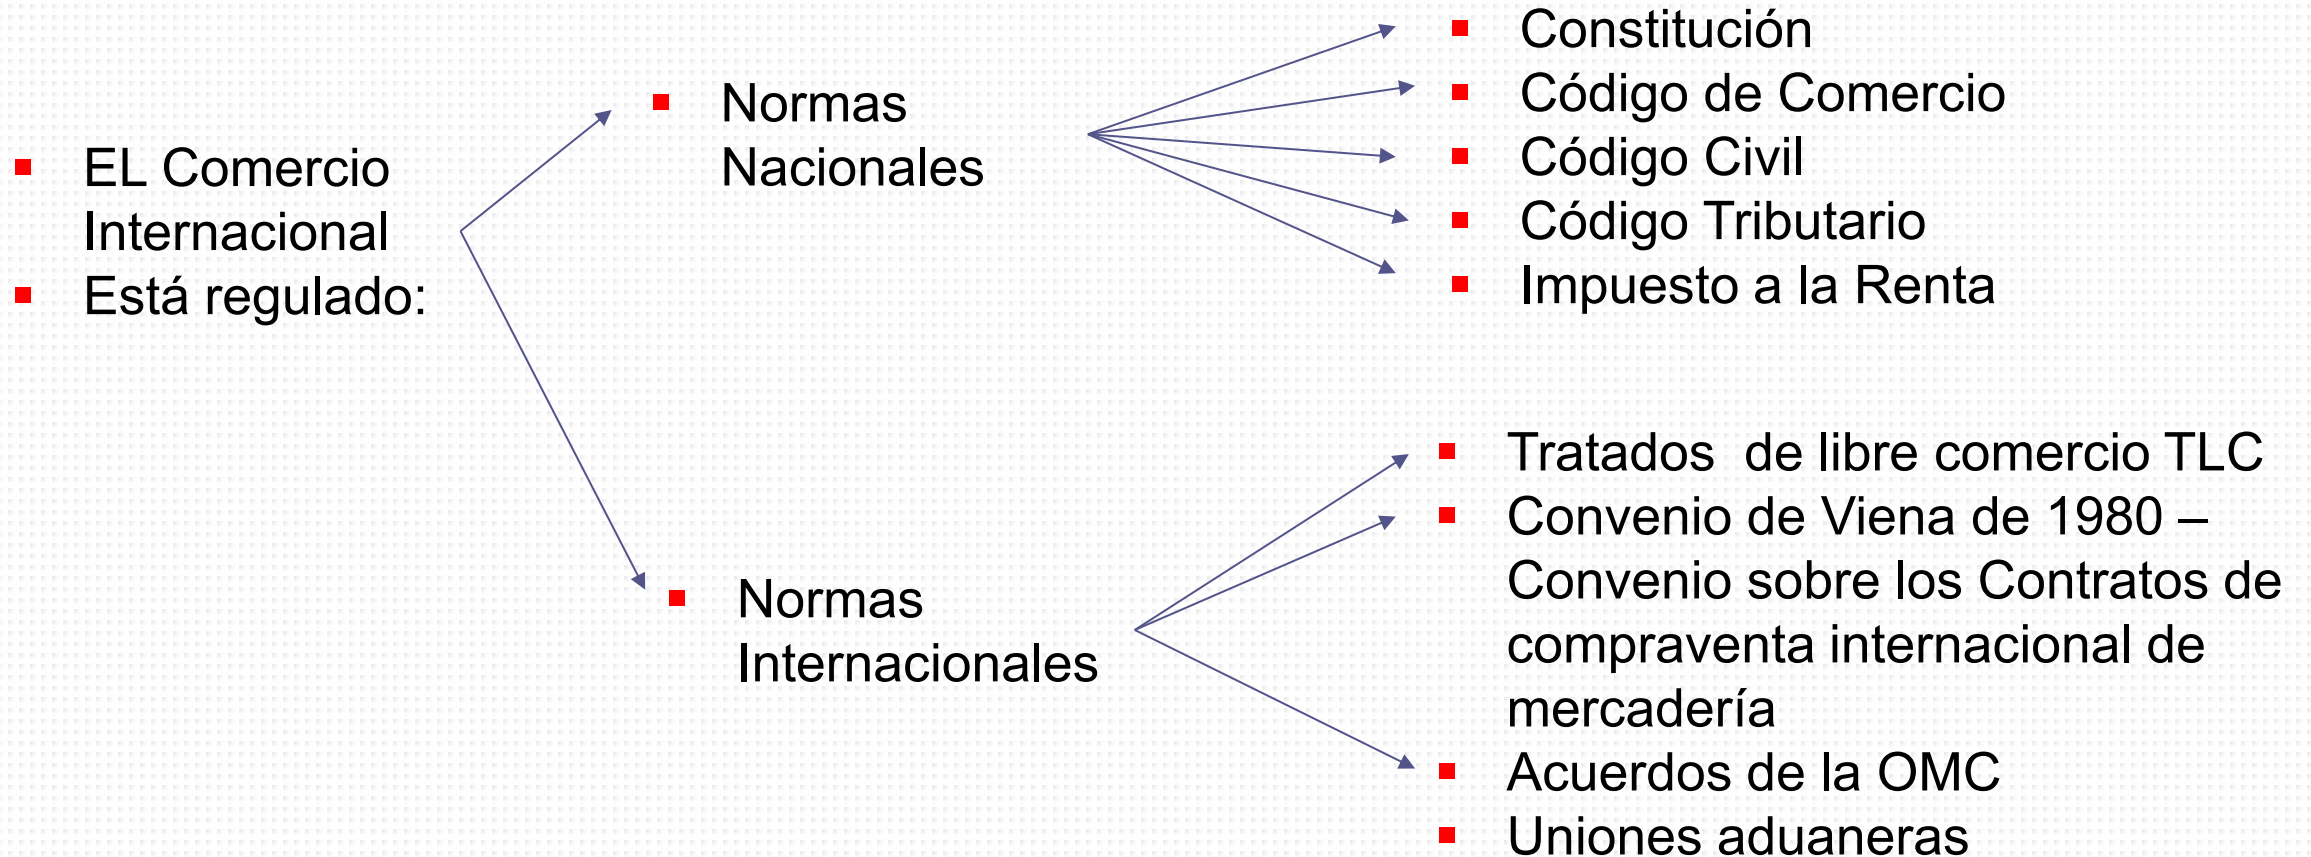 EL Comercio
Internacional
Está regulado:
Normas
Nacionales
Constitución
Código de Comercio
Código Civil
Código Tributario
Impuesto a la Renta
Normas
Internacionales
Tratados de libre comercio TLC
Convenio de Viena de 1980 –
Convenio sobre los Contratos de
compraventa internacional de
mercadería
Acuerdos de la OMC
Uniones aduaneras